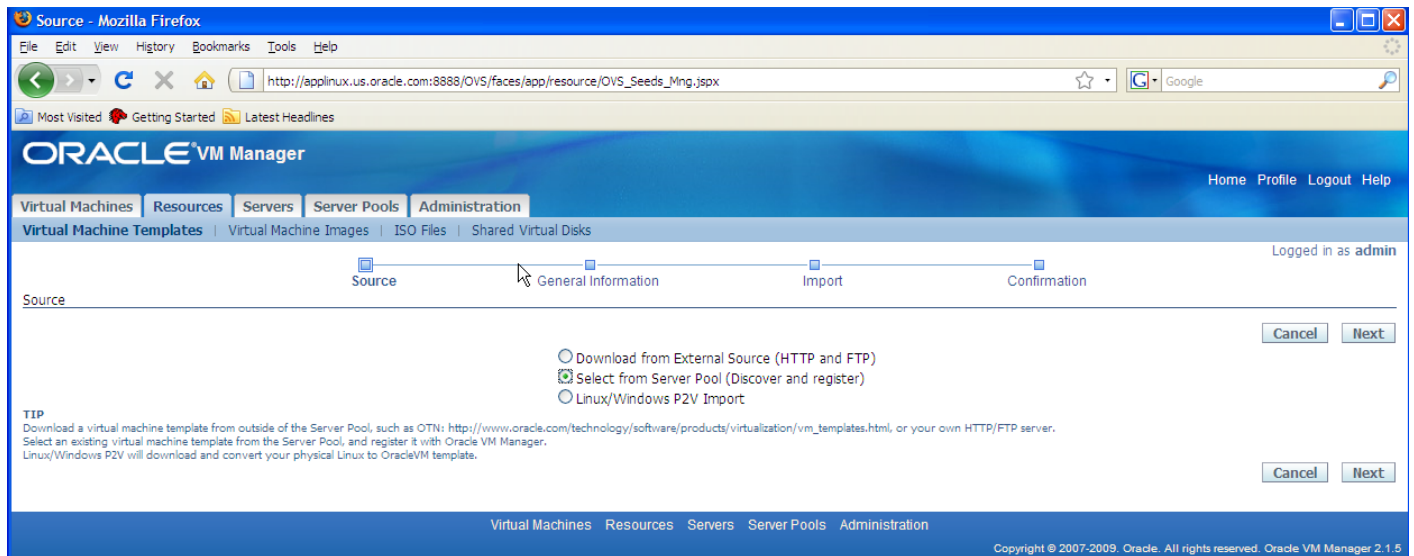 Source - Mozilla Firefox
File Edit View History Bookmarks Tools Help
http://applinux.us.oracle.com:8888/OVS/faces/app/resource/OVS_Seeds_Mng.jspx G Google
Most Visited Getting Started Latest Headlines
ORACLE VM Manager
Home Profile Logout Help
Virtual Machines Resources Servers Server Pools Administration
Virtual Machine Templates | Virtual Machine Images | ISO Files | Shared Virtual Disks
Logged in as admin
Source General Information Import Confirmation
Source
Cancel Next
Download from External Source (HTTP and FTP)
Select from Server Pool (Discover and register)
Linux/Windows P2V Import
TIP
Download a virtual machine template from outside of the Server Pool, such as OTN: http://www.oracle.com/technology/software/products/virtualization/vm_templates.html, or your own HTTP/FTP server.
Select an existing virtual machine template from the Server Pool, and register it with Oracle VM Manager.
Linux/Windows P2V will download and convert your physical Linux to OracleVM template.
Cancel Next
Virtual Machines Resources Servers Server Pools Administration
Copyright © 2007-2009. Oracle. All rights reserved. Oracle VM Manager 2.1.5